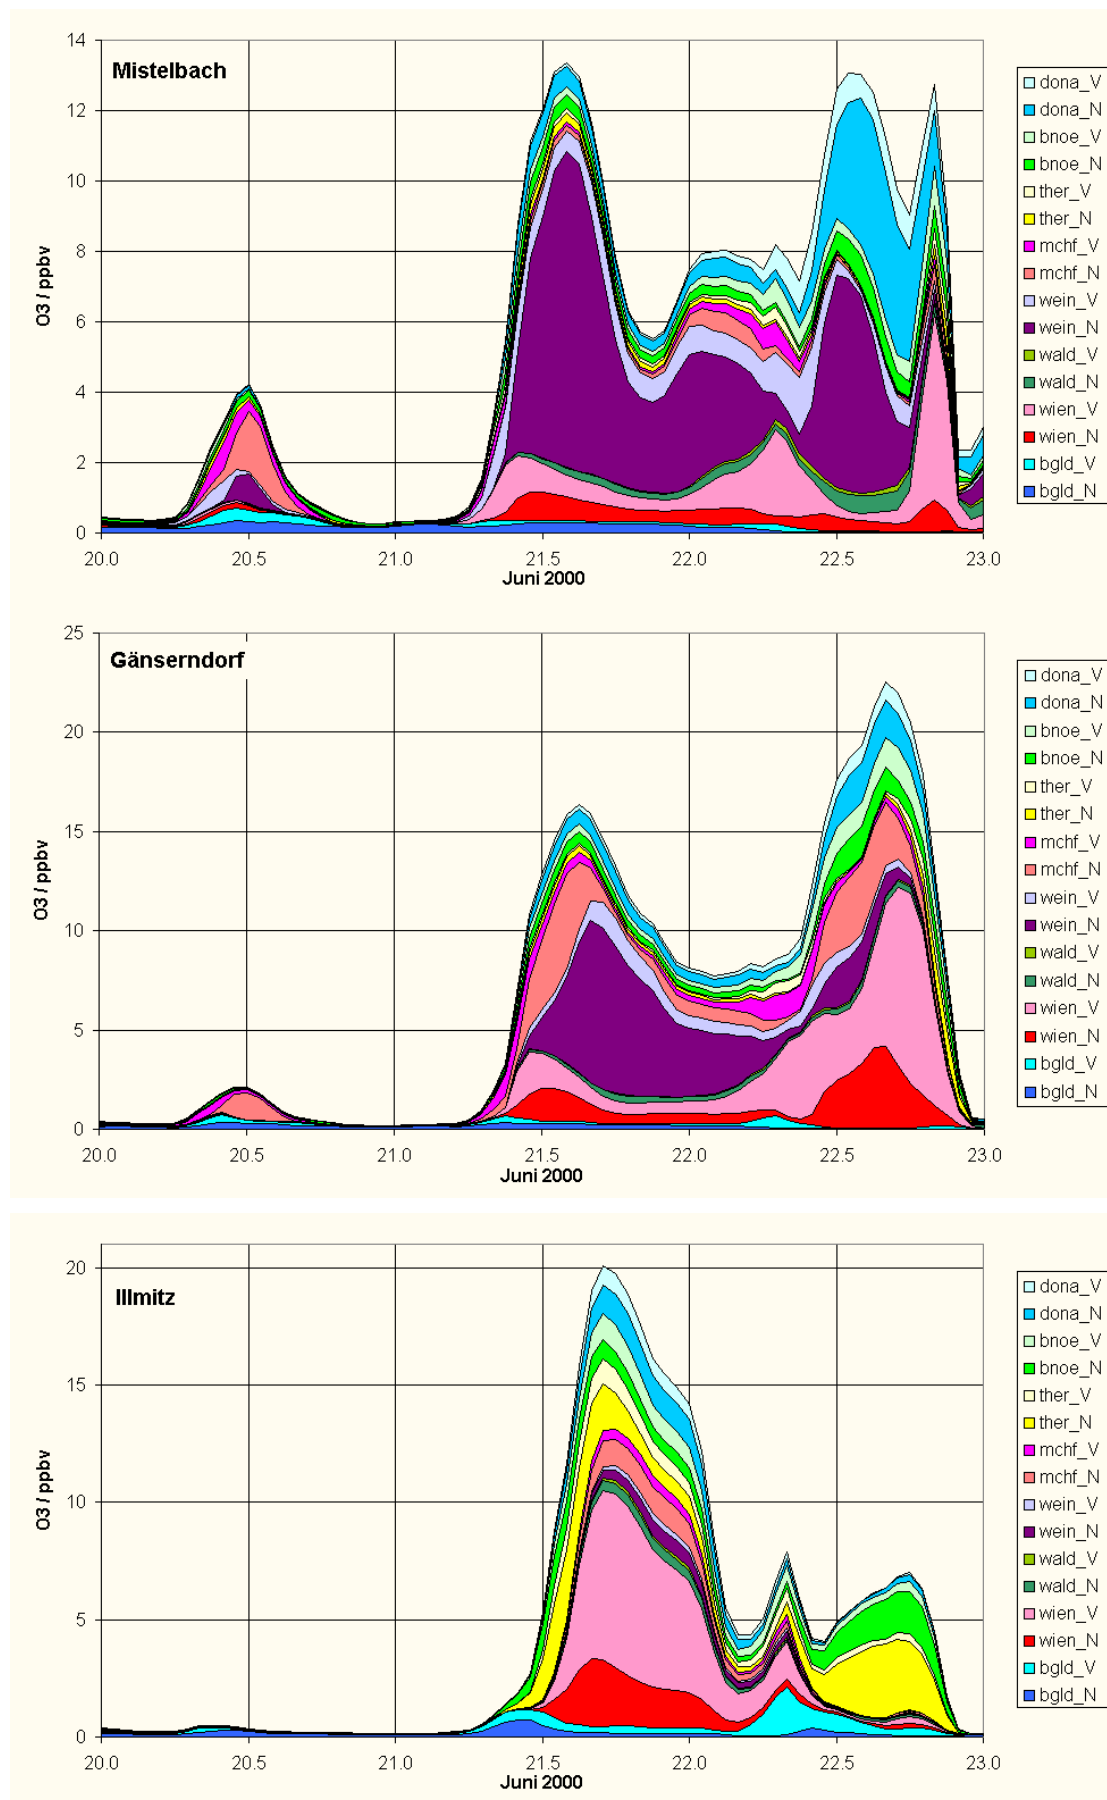 Mistelbach
14
12
10
8
6
4
2
0
O3 / ppbv
20.0 20.5 21.0 21.5 22.0 22.5 23.0
Juni 2000
dona_V
dona_N
bnoe_V
bnoe_N
ther_V
ther_N
mchf_V
mchf_N
wein_V
wein_N
wald_V
wald_N
wien_V
wien_N
bgld_V
bgld_N
Gänserndorf
25
20
15
10
5
0
O3 / ppbv
20.0 20.5 21.0 21.5 22.0 22.5 23.0
Juni 2000
dona_V
dona_N
bnoe_V
bnoe_N
ther_V
ther_N
mchf_V
mchf_N
wein_V
wein_N
wald_V
wald_N
wien_V
wien_N
bgld_V
bgld_N
Illmitz
20
15
10
5
0
O3 / ppbv
20.0 20.5 21.0 21.5 22.0 22.5 23.0
Juni 2000
dona_V
dona_N
bnoe_V
bnoe_N
ther_V
ther_N
mchf_V
mchf_N
wein_V
wein_N
wald_V
wald_N
wien_V
wien_N
bgld_V
bgld_N